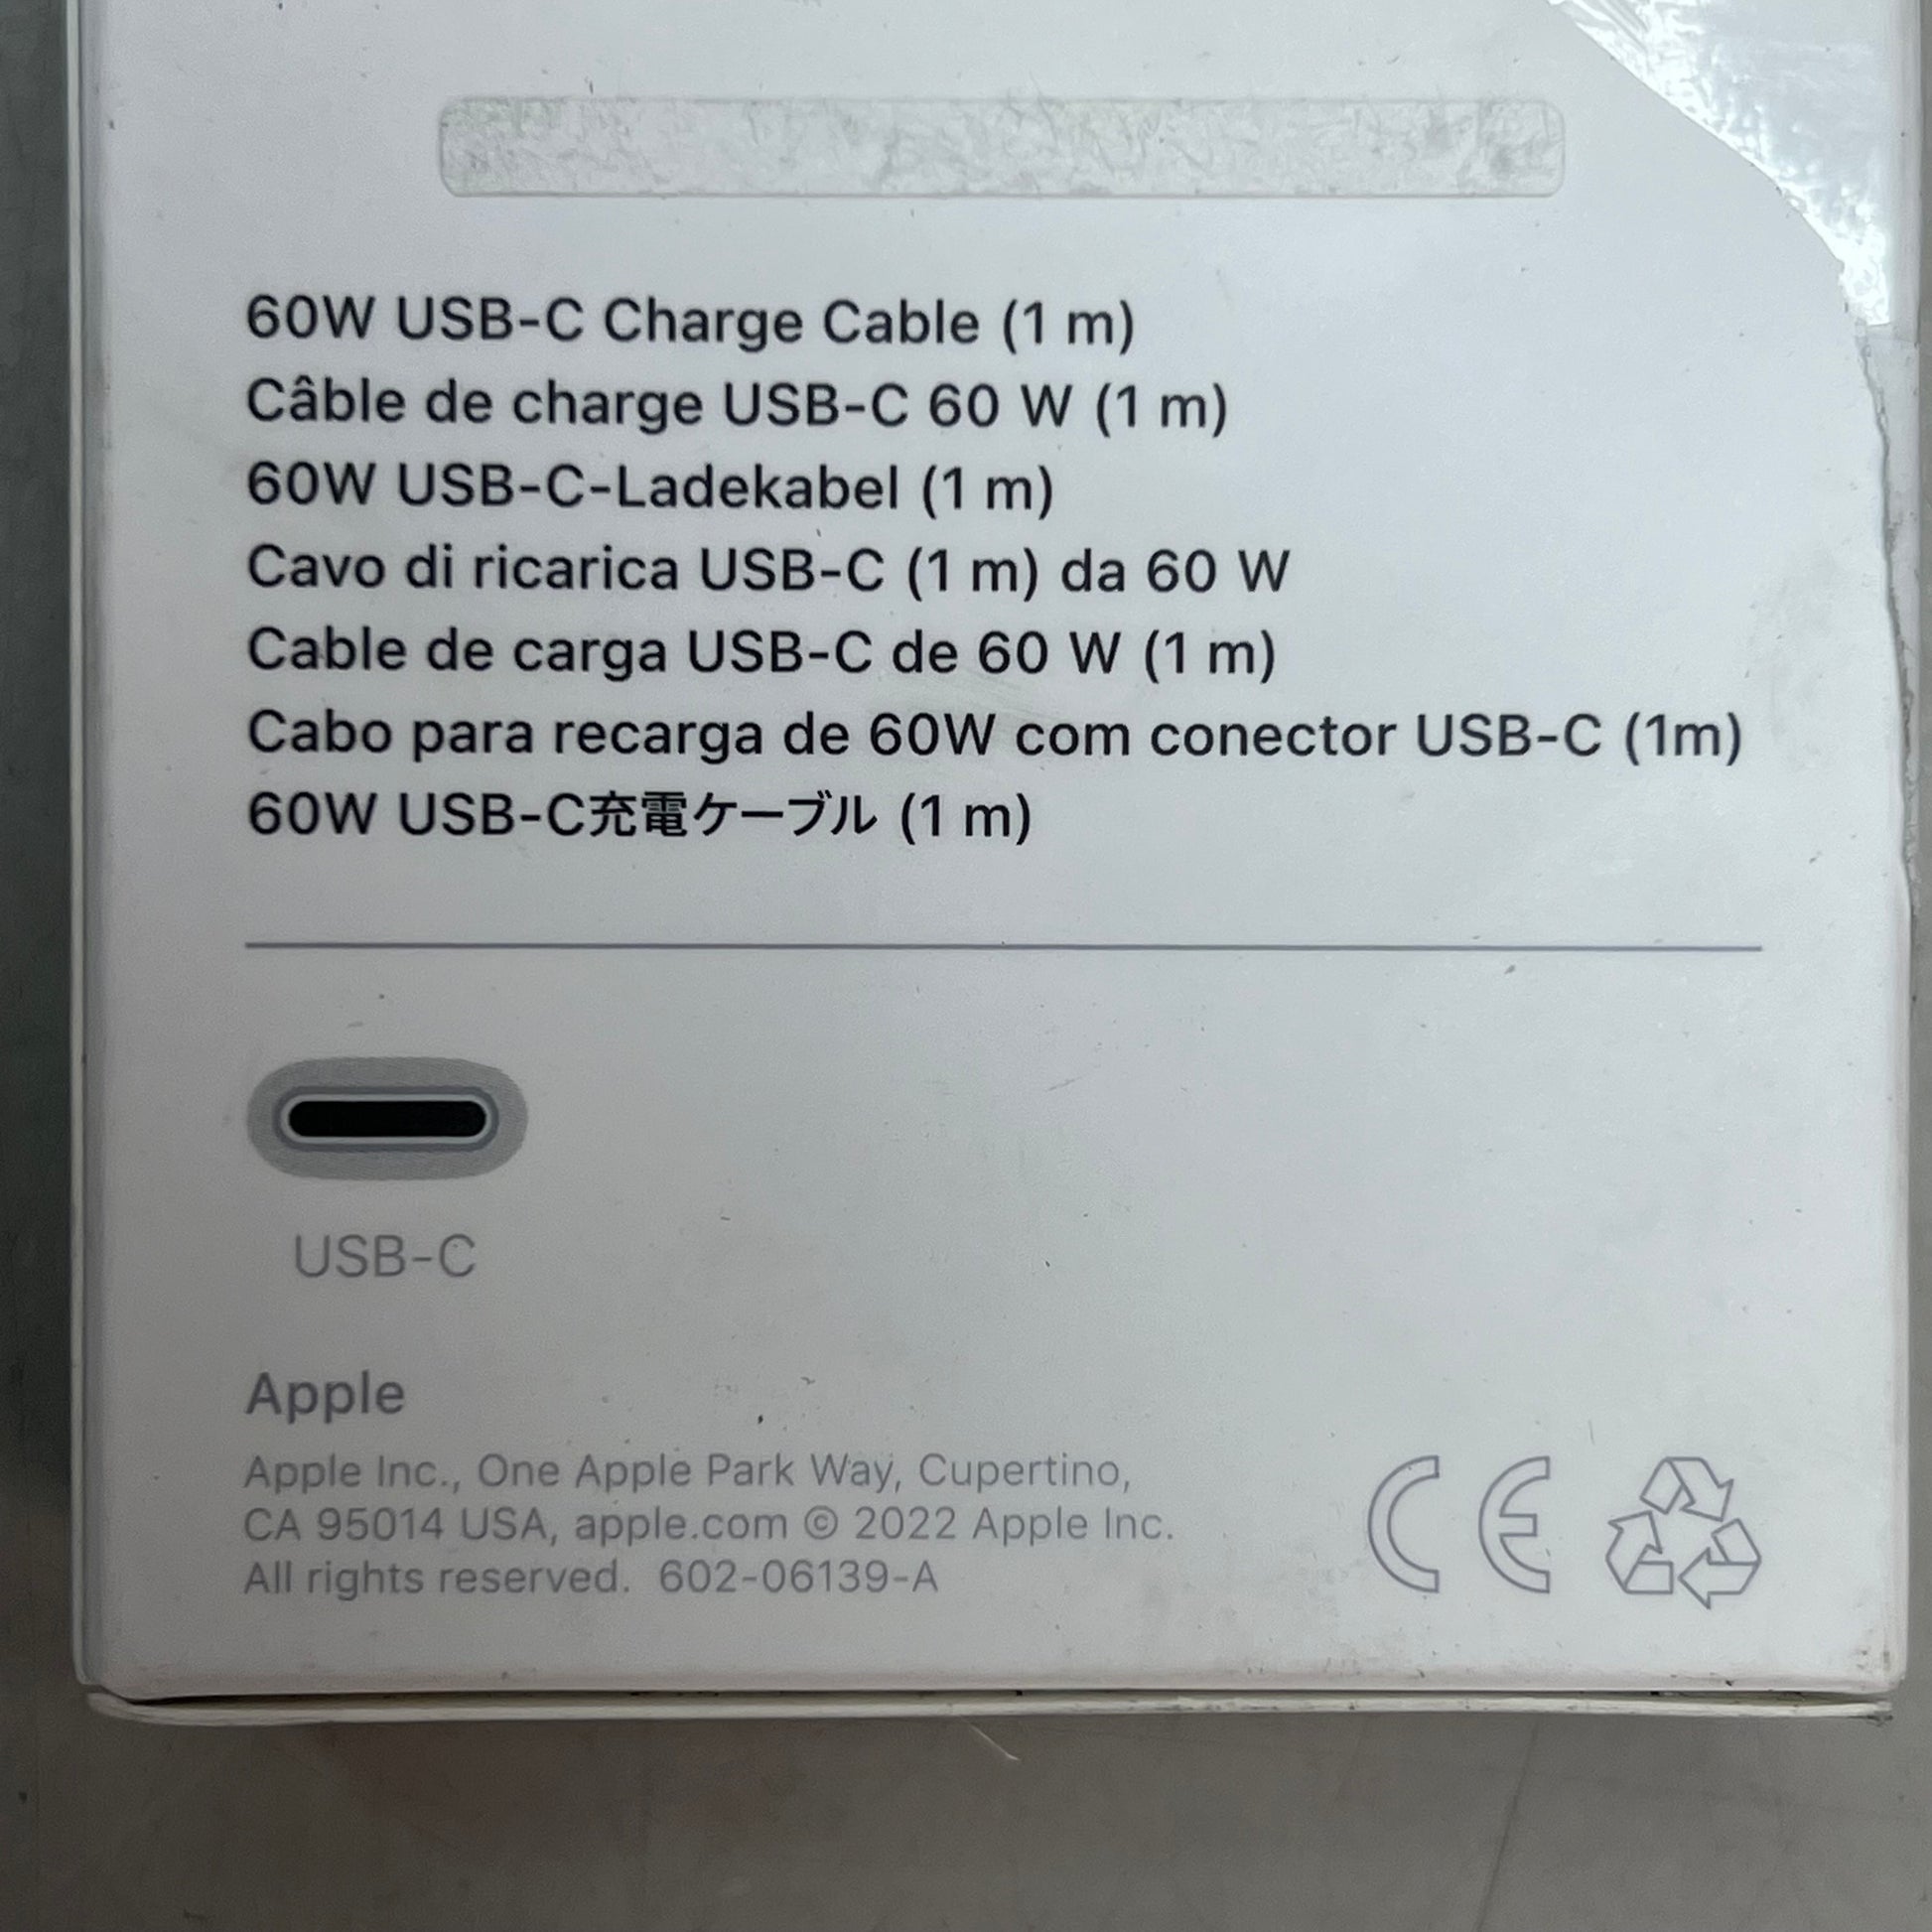 60W USB-C Charge Cable (1 m)
Câble de charge USB-C 60 W (1 m)
60W USB-C-Ladekabel (1 m)
Cavo di ricarica USB-C (1 m) da 60 W
Cable de carga USB-C de 60 W (1 m)
Cabo para recarga de 60W com conector USB-C (1m)
60W USB-C充電ケーブル (1 m)
USB-C
Apple
Apple Inc., One Apple Park Way, Cupertino,
CA 95014 USA, apple.com © 2022 Apple Inc.
All rights reserved. 602-06139-A
CE